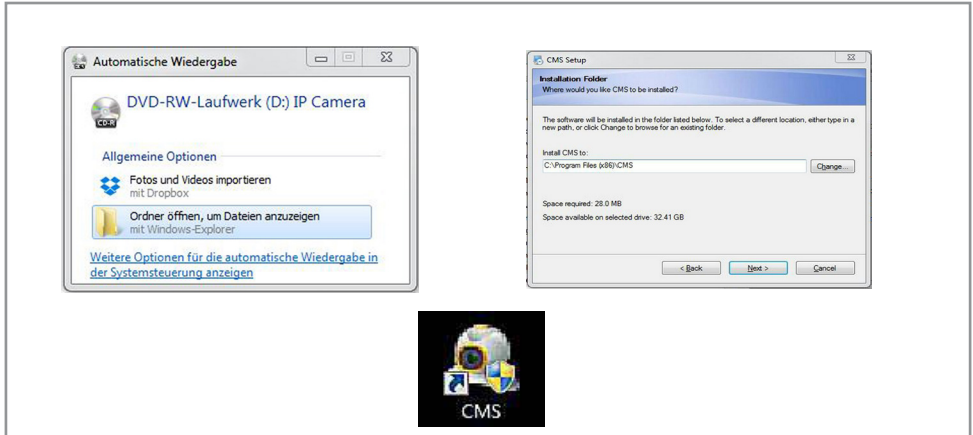 Automatische Wiedergabe
DVD-RW-Laufwerk (D:) IP Camera
CD-R
Allgemeine Optionen
Fotos und Videos importieren
mit Dropbox
Ordner öffnen, um Dateien anzuzeigen
mit Windows-Explorer
Weitere Optionen für die automatische Wiedergabe in
der Systemsteuerung anzeigen
CMS Setup
Installation Folder
Where would you like CMS to be installed?
The software will be installed in the folder listed below. To select a different location, either type in a
new path, or click Change to browse for an existing folder.
Install CMS to:
C:\Program Files (x86)\CMS
Change...
Space required: 28.0 MB
Space available on selected drive: 32.41 GB
< Back
Next >
Cancel
CMS